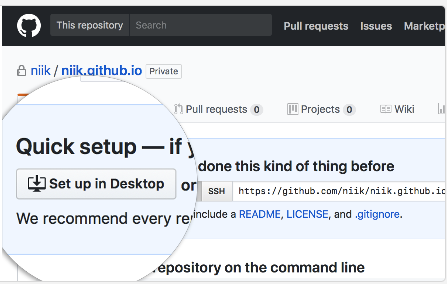 This repository Search Pull requests Issues
niik / niik.github.io Private
Pull requests 0 Projects 0 Wiki
Quick setup — if y
done this kind of thing before
Set up in Desktop or SSH https://github.com/niik/niik.github.io
We recommend every re
include a README, LICENSE, and .gitignore.
repository on the command line